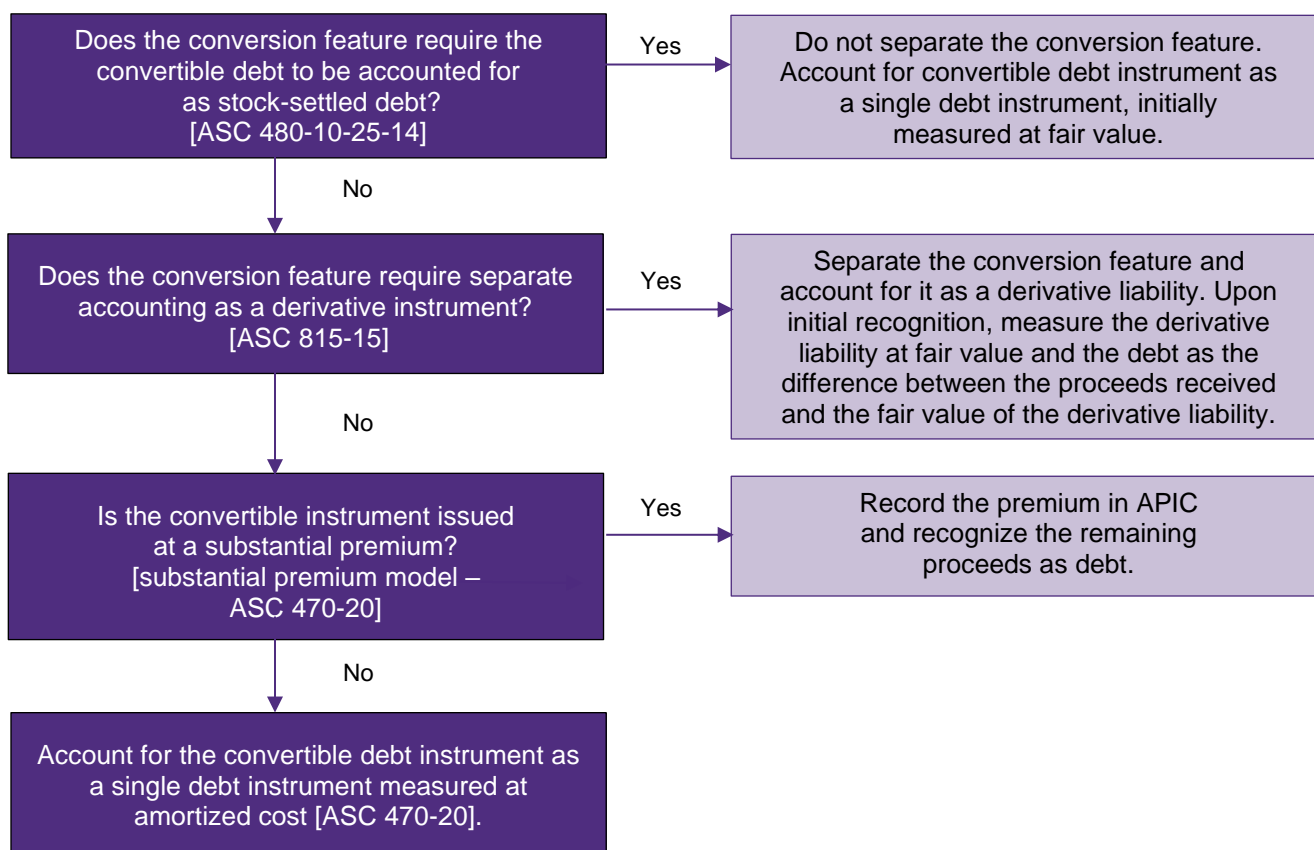 Does the conversion feature require the
convertible debt to be accounted for
as stock-settled debt?
[ASC 480-10-25-14]
Yes
Do not separate the conversion feature.
Account for convertible debt instrument as
a single debt instrument, initially
measured at fair value.
No
Does the conversion feature require separate
accounting as a derivative instrument?
[ASC 815-15]
Yes
Separate the conversion feature and
account for it as a derivative liability. Upon
initial recognition, measure the derivative
liability at fair value and the debt as the
difference between the proceeds received
and the fair value of the derivative liability.
No
Is the convertible instrument issued
at a substantial premium?
[substantial premium model –
ASC 470-20]
Yes
Record the premium in APIC
and recognize the remaining
proceeds as debt.
No
Account for the convertible debt instrument as
a single debt instrument measured at
amortized cost [ASC 470-20].